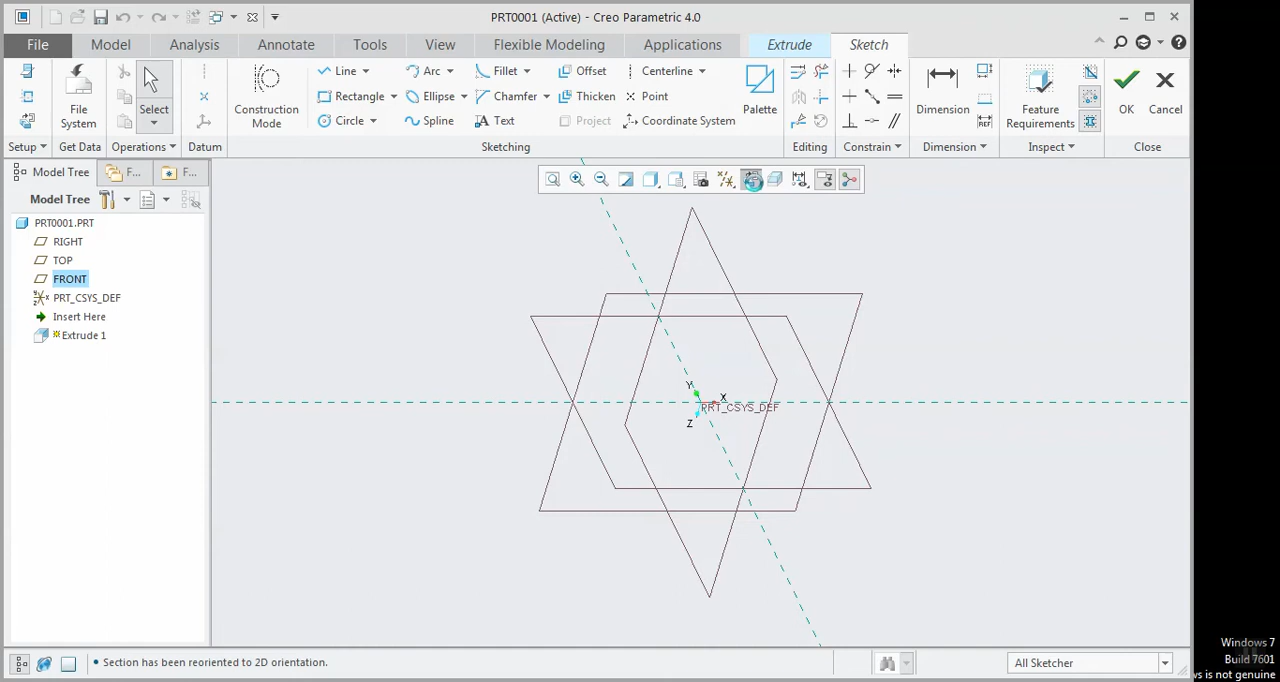 PRT0001 (Active) - Creo Parametric 4.0
File Model Analysis Annotate Tools View Flexible Modeling Applications Extrude Sketch
Line Arc Fillet Offset Centerline
Rectangle Ellipse Chamfer Thicken Point
Circle Spline Text Project Coordinate System
File System
Select
Construction Mode
Palette
Dimension
Feature Requirements
OK
Cancel
Setup Get Data Operations Datum Sketching Editing Constrain Dimension Inspect Close
Model Tree F... F...
Model Tree
PRT0001.PRT
RIGHT
TOP
FRONT
PRT_CSYS_DEF
Insert Here
Extrude 1
Y
X
PRT_CSYS_DEF
Z
• Section has been reoriented to 2D orientation.
All Sketcher
Windows 7
Build 7601
ws is not genuine